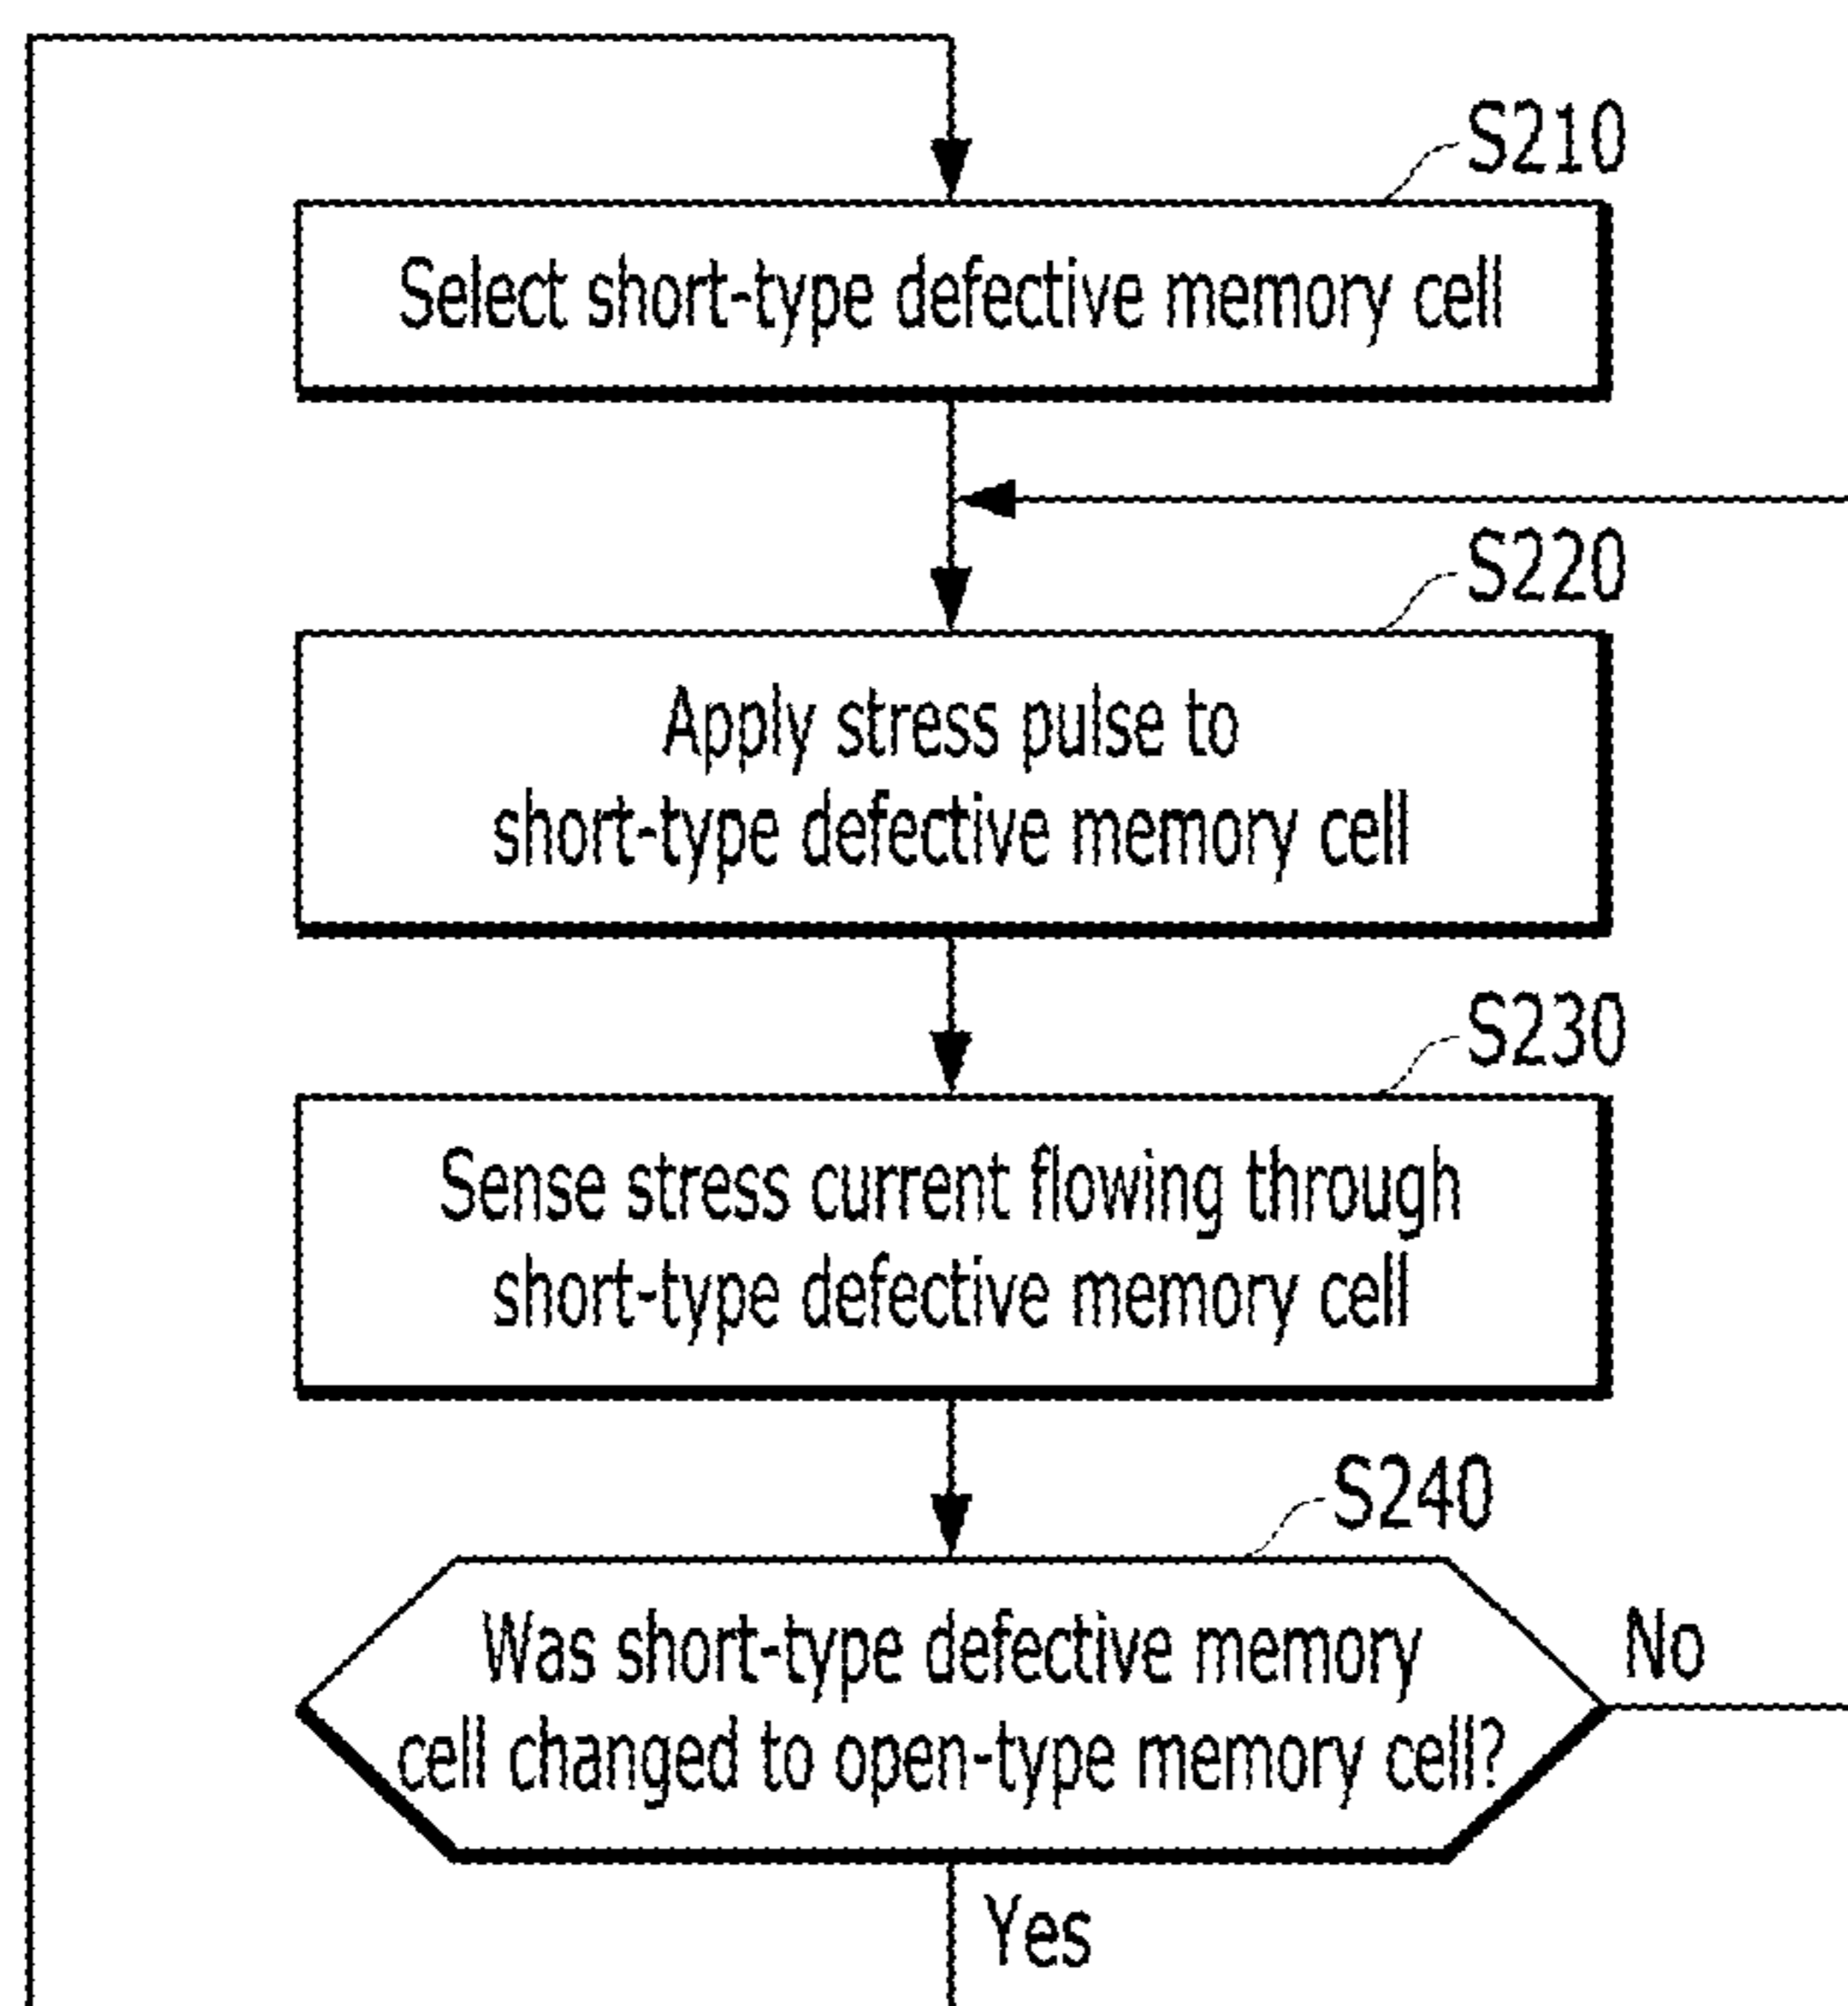 S210
Select short-type defective memory cell
S220
Apply stress pulse to
short-type defective memory cell
S230
Sense stress current flowing through
short-type defective memory cell
S240
Was short-type defective memory
cell changed to open-type memory cell?
No
Yes